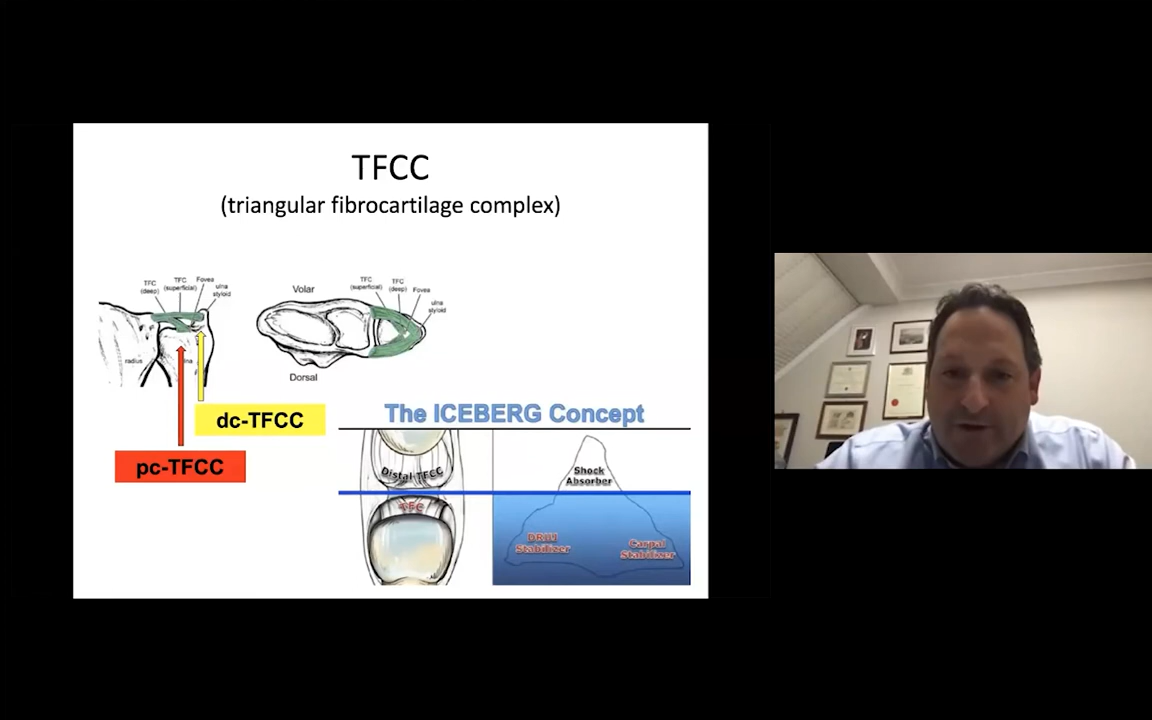 TFCC
(triangular fibrocartilage complex)
TFC
(deep)
TFC
(superficial)
Fovea
ulna
styloid
radius
Volar
TFC
(superficial)
TFC
(deep)
Fovea
ulna
styloid
Dorsal
dc-TFCC
pc-TFCC
The ICEBERG Concept
Distal TFCC
TFC
Shock
Absorber
DRUJ
Stabilizer
Carpal
Stabilizer